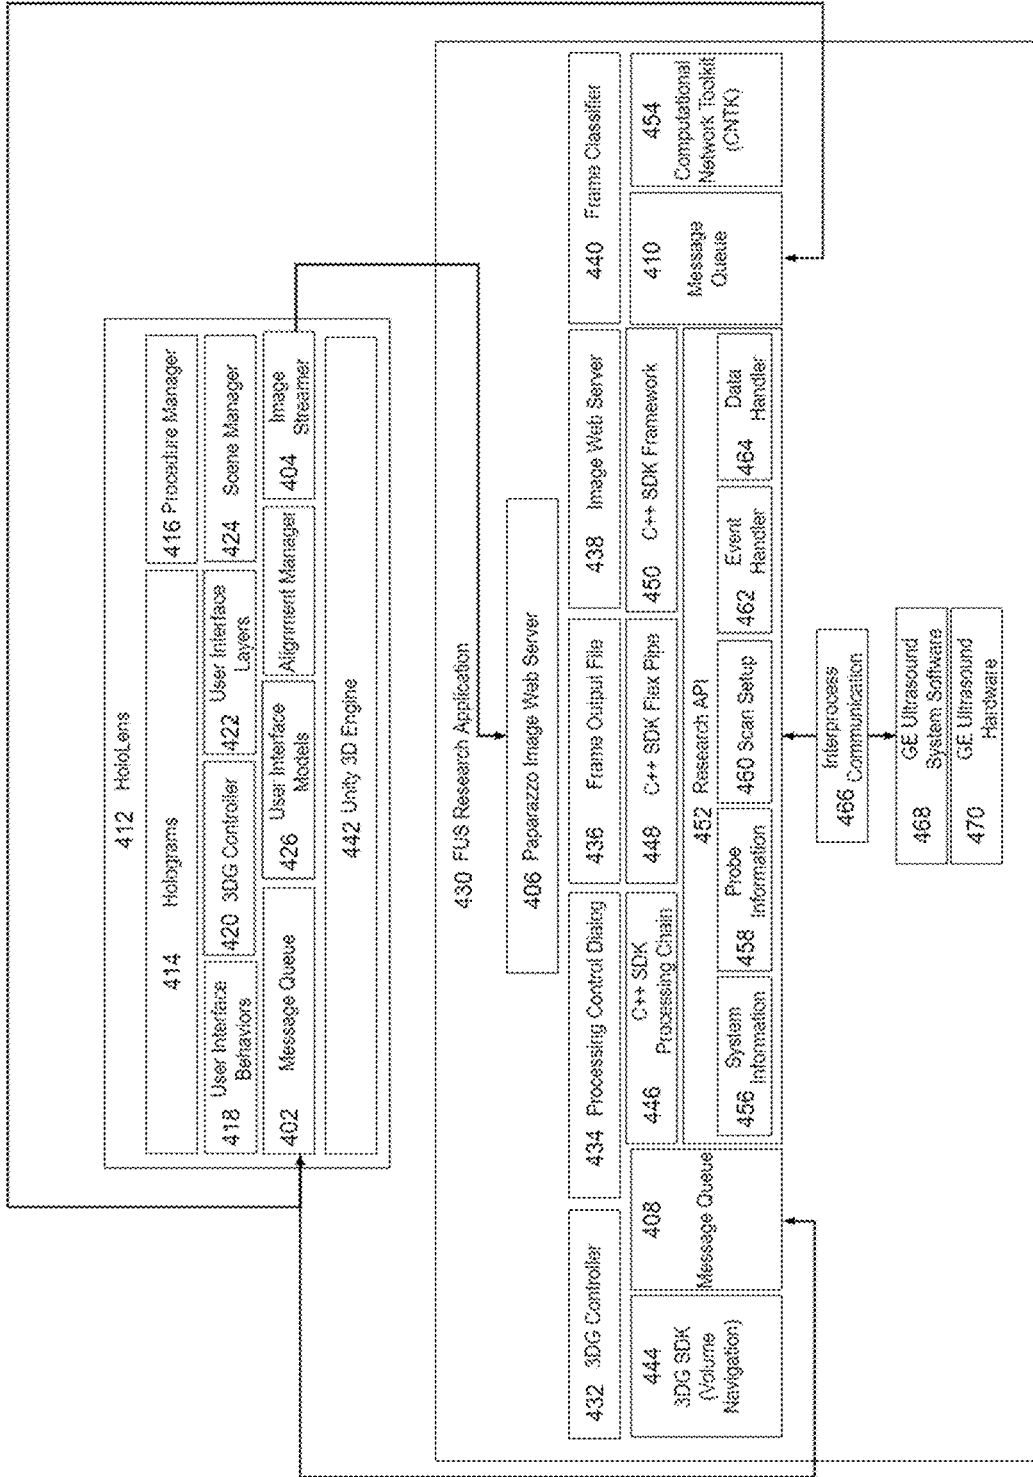 412 HoloLens
414 Holograms
416 Procedure Manager
418 User Interface
Behaviors
420 3DG Controller
422 User Interface
Layers
424 Scene Manager
402 Message Queue
426 User Interface
Models
Alignment Manager
404 Image
Streamer
442 Unity 3D Engine
430 FUS Research Application
406 Paparazzo Image Web Server
432 3DG Controller
434 Processing Control Dialog
436 Frame Output File
438 Image Web Server
440 Frame Classifier
444
3DG SDK
(Volume
Navigation)
408
Message Queue
446 C++ SDK
Processing Chain
448 C++ SDK Flex Pipe
450 C++ SDK Framework
410
Message
Queue
454
Computational
Network Toolkit
(CNTK)
452 Research API
456 System
Information
458 Probe
Information
460 Scan Setup
462 Event
Handler
464 Data
Handler
466 Interprocess
Communication
468 GE Ultrasound
System Software
470 GE Ultrasound
Hardware